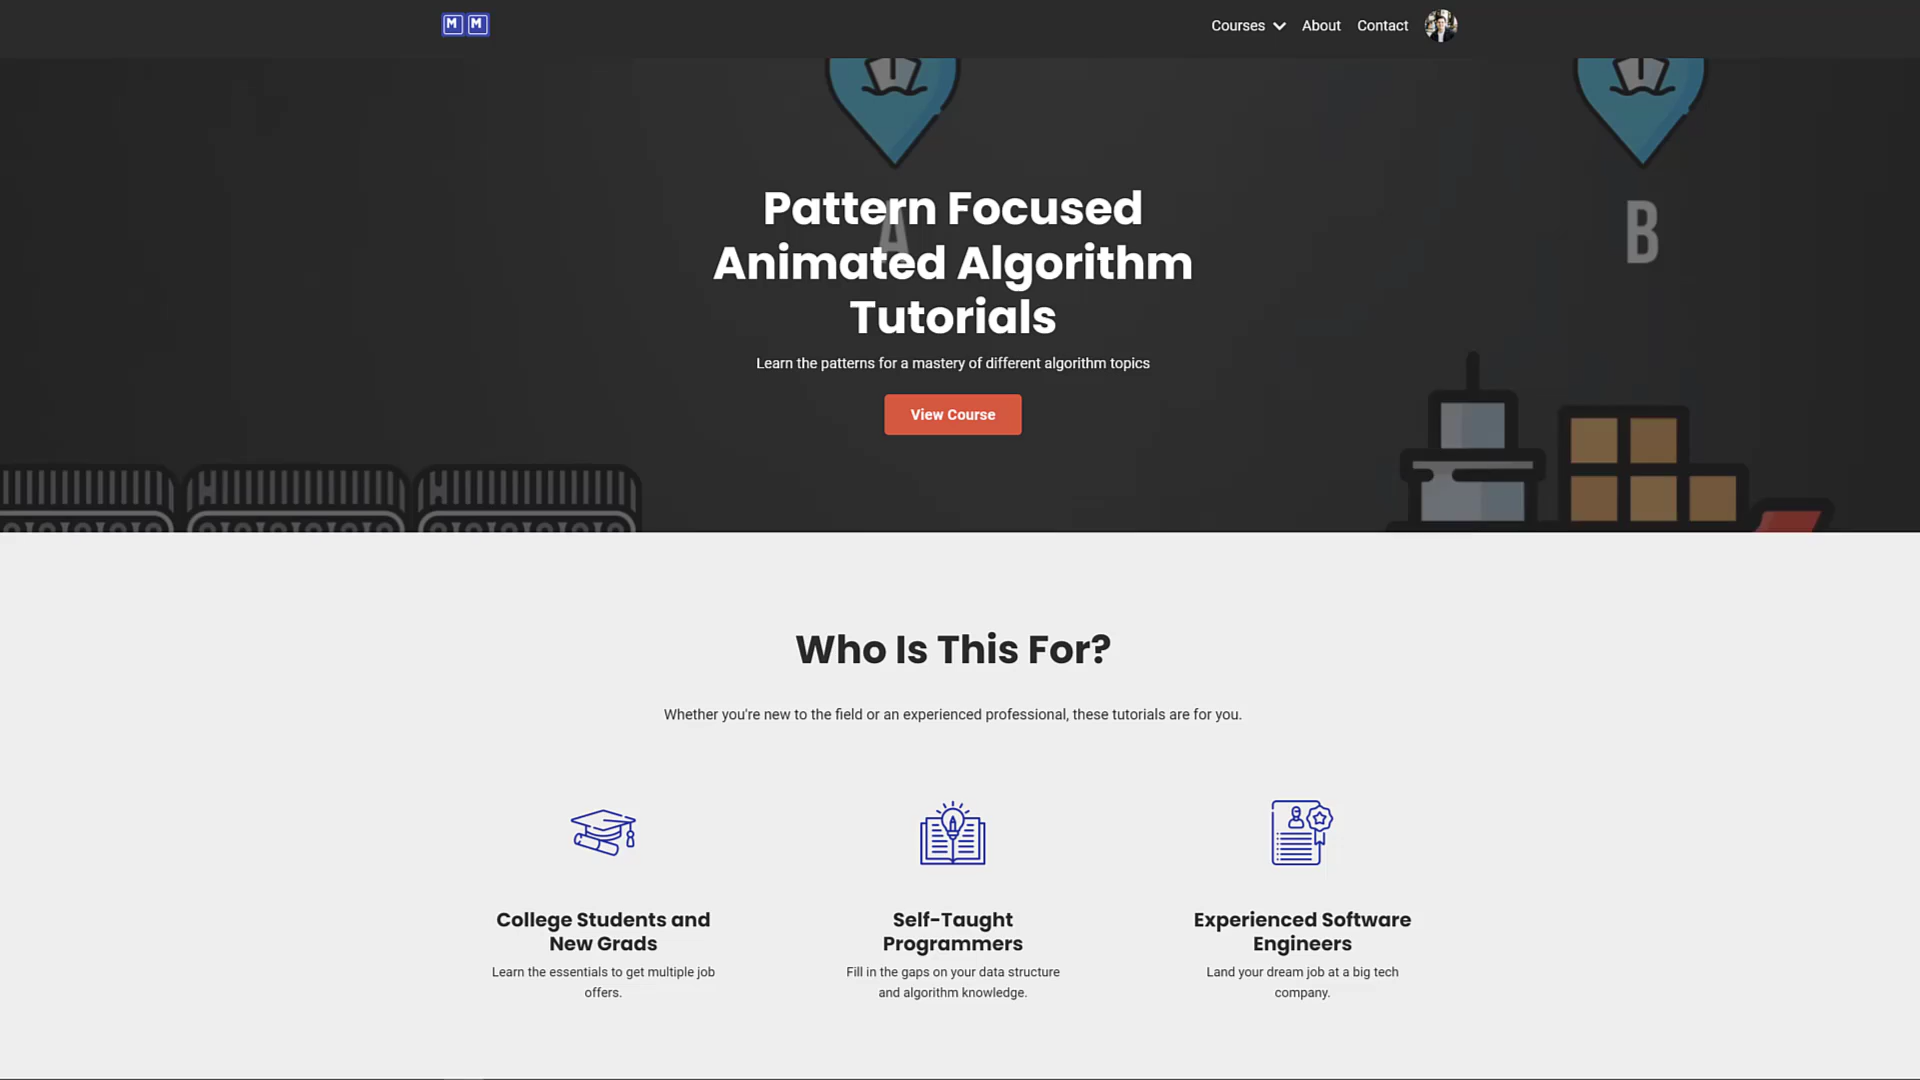 M M
Courses
About
Contact
A
B
Pattern Focused
Animated Algorithm
Tutorials
Learn the patterns for a mastery of different algorithm topics
View Course
Who Is This For?
Whether you're new to the field or an experienced professional, these tutorials are for you.
College Students and
New Grads
Learn the essentials to get multiple job
offers.
Self-Taught
Programmers
Fill in the gaps on your data structure
and algorithm knowledge.
Experienced Software
Engineers
Land your dream job at a big tech
company.